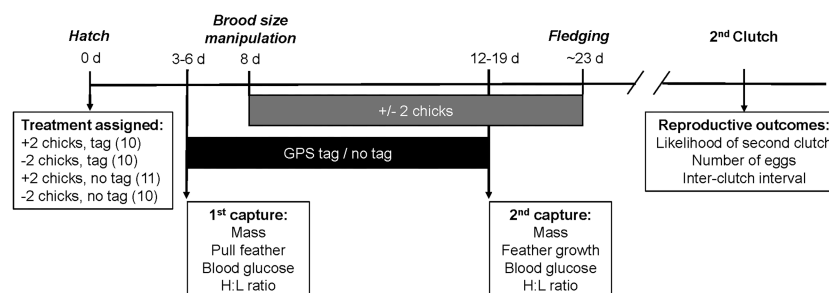 Hatch
0 d
3-6 d
Brood size
manipulation
8 d
12-19 d
Fledging
~23 d
2nd Clutch
+/- 2 chicks
GPS tag / no tag
Treatment assigned:
+2 chicks, tag (10)
-2 chicks, tag (10)
+2 chicks, no tag (11)
-2 chicks, no tag (10)
1st capture:
Mass
Pull feather
Blood glucose
H:L ratio
2nd capture:
Mass
Feather growth
Blood glucose
H:L ratio
Reproductive outcomes:
Likelihood of second clutch
Number of eggs
Inter-clutch interval